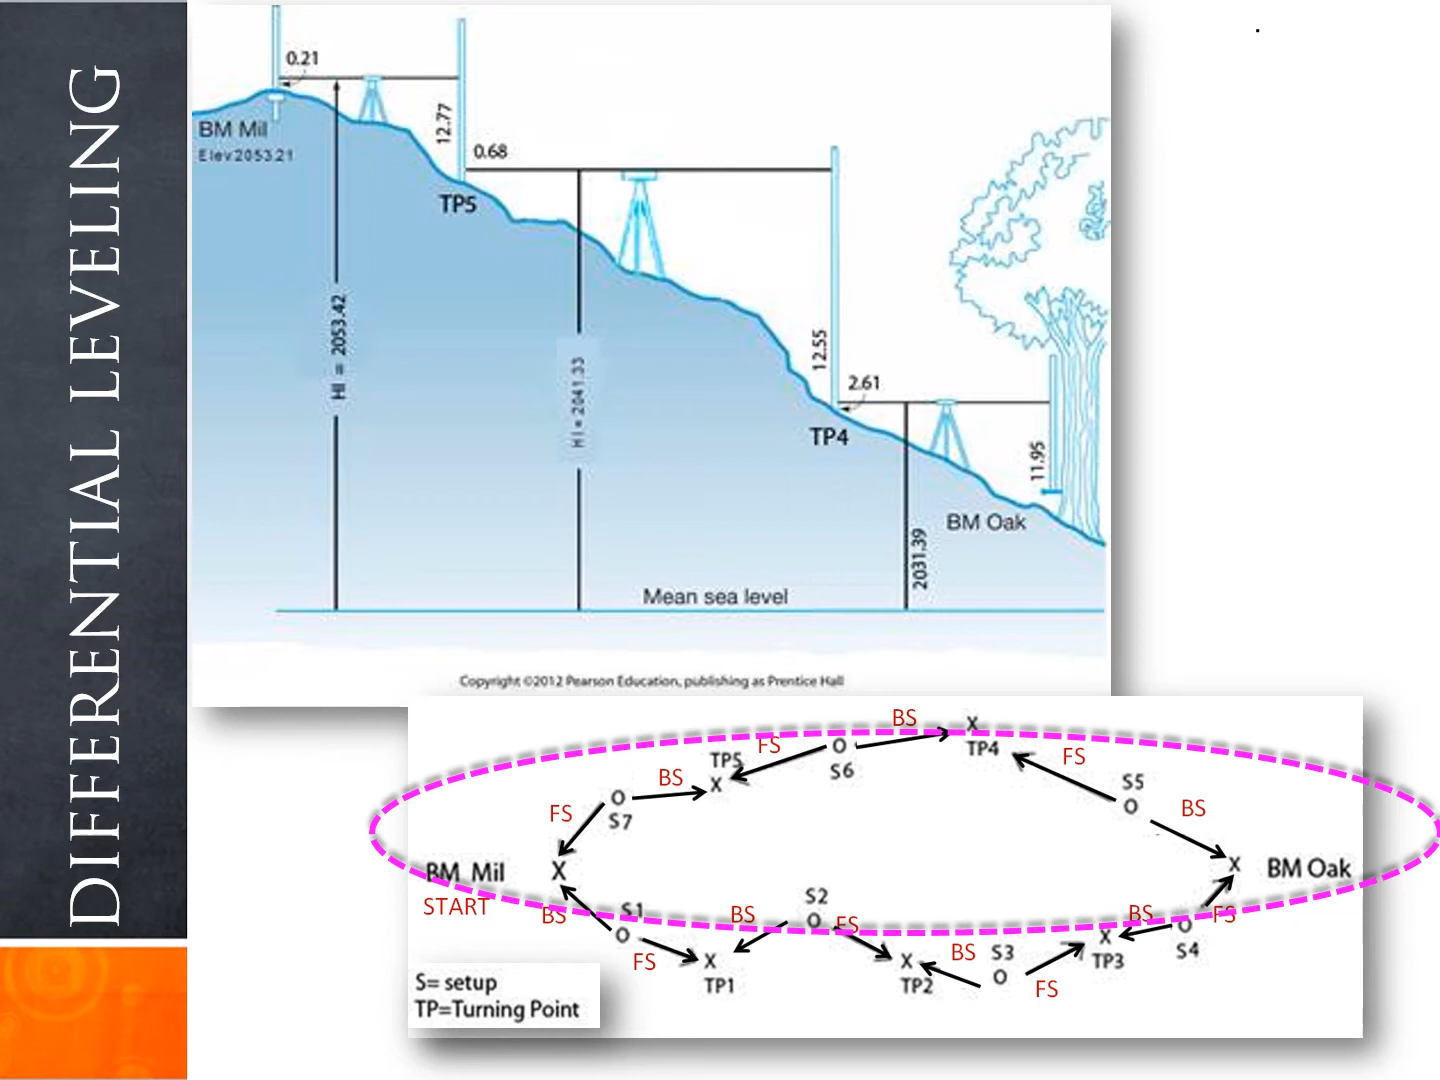 DIFFERENTIAL LEVELING
0.21
BM Mil
Elev 2053.21
12.77
0.68
TP5
HI = 2053.42
HI = 2041.33
12.55
2.61
TP4
11.95
BM Oak
2031.39
Mean sea level
Copyright ©2012 Pearson Education, publishing as Prentice Hall
BS
X
FS
O
TP4
FS
TP5
S6
BS
X
S5
O
BS
FS
O
S7
BM Mil
X
X
BM Oak
START
BS
S1
O
FS
BS
S2
O
FS
BS
FS
O
S4
X
TP1
X
TP2
BS
S3
O
FS
X
TP3
S= setup
TP=Turning Point